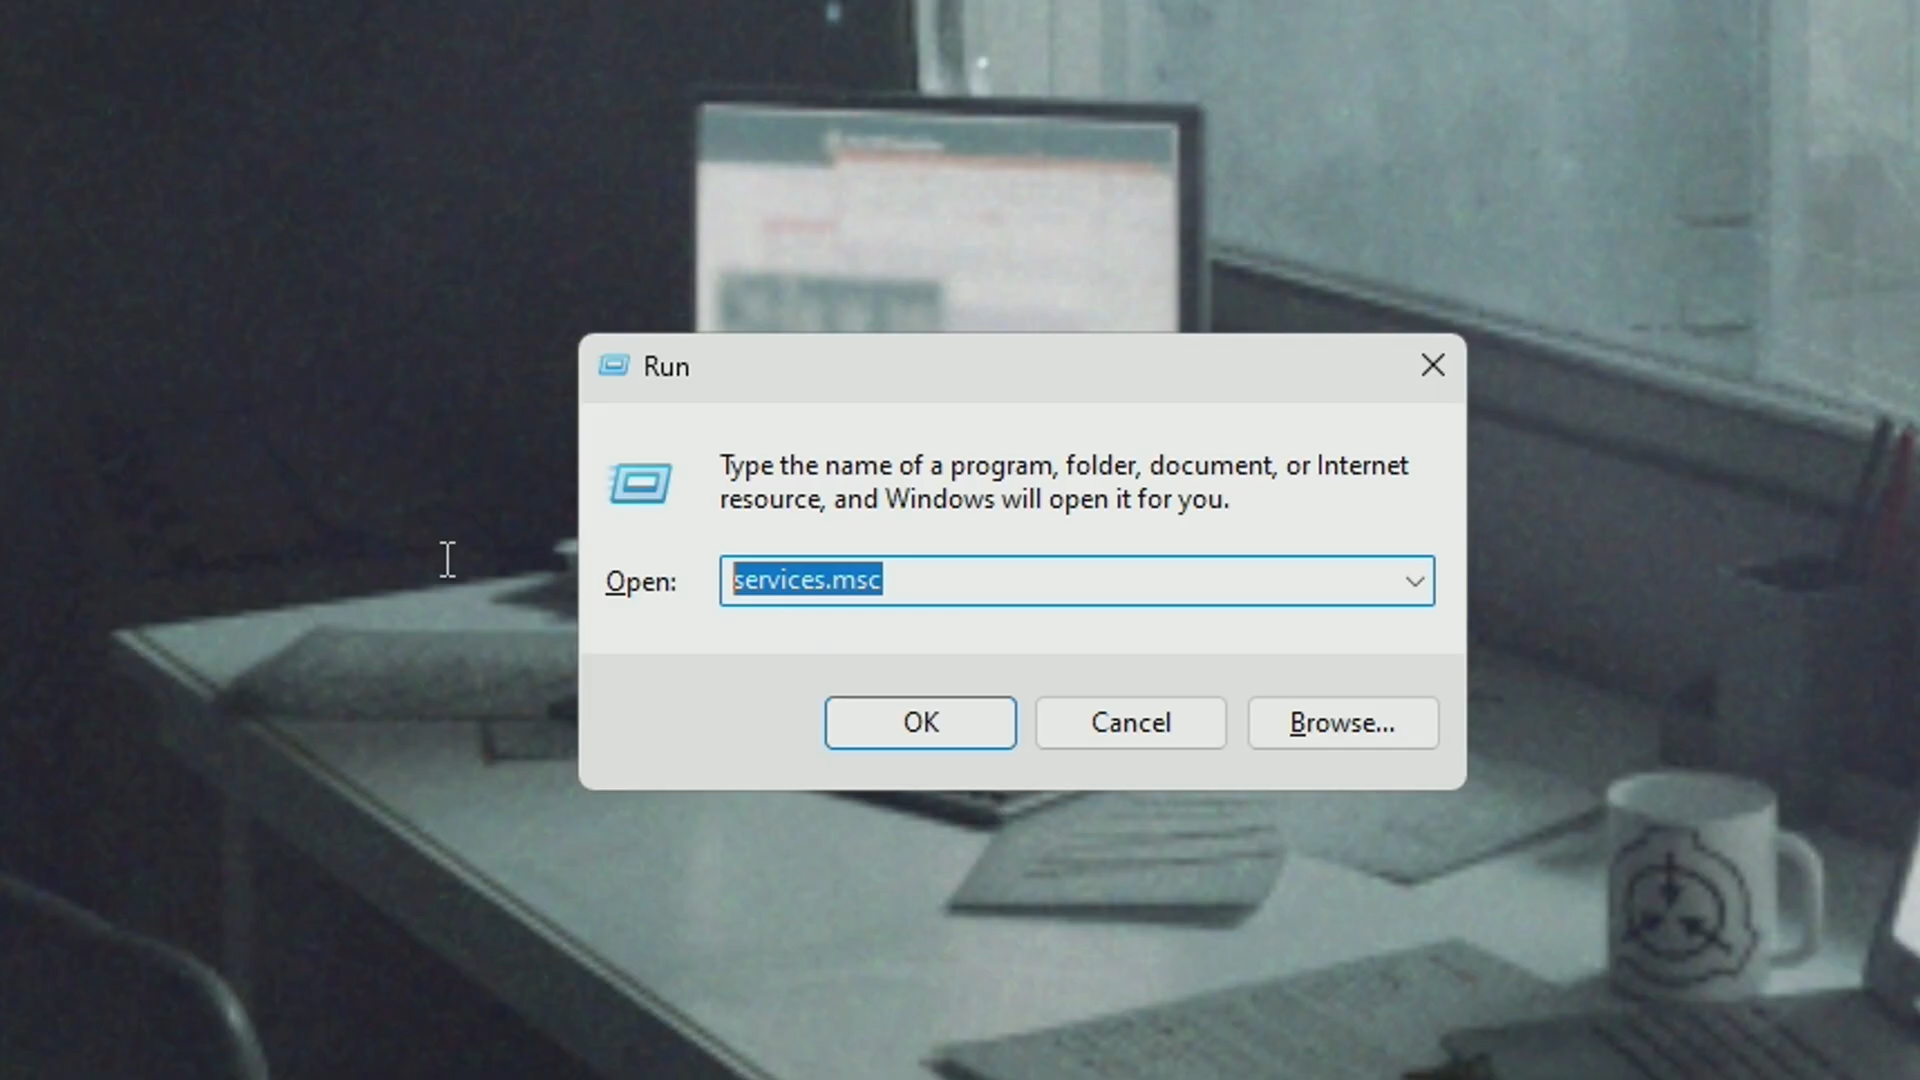 Run
Type the name of a program, folder, document, or Internet
resource, and Windows will open it for you.
Open:
services.msc
OK
Cancel
Browse...